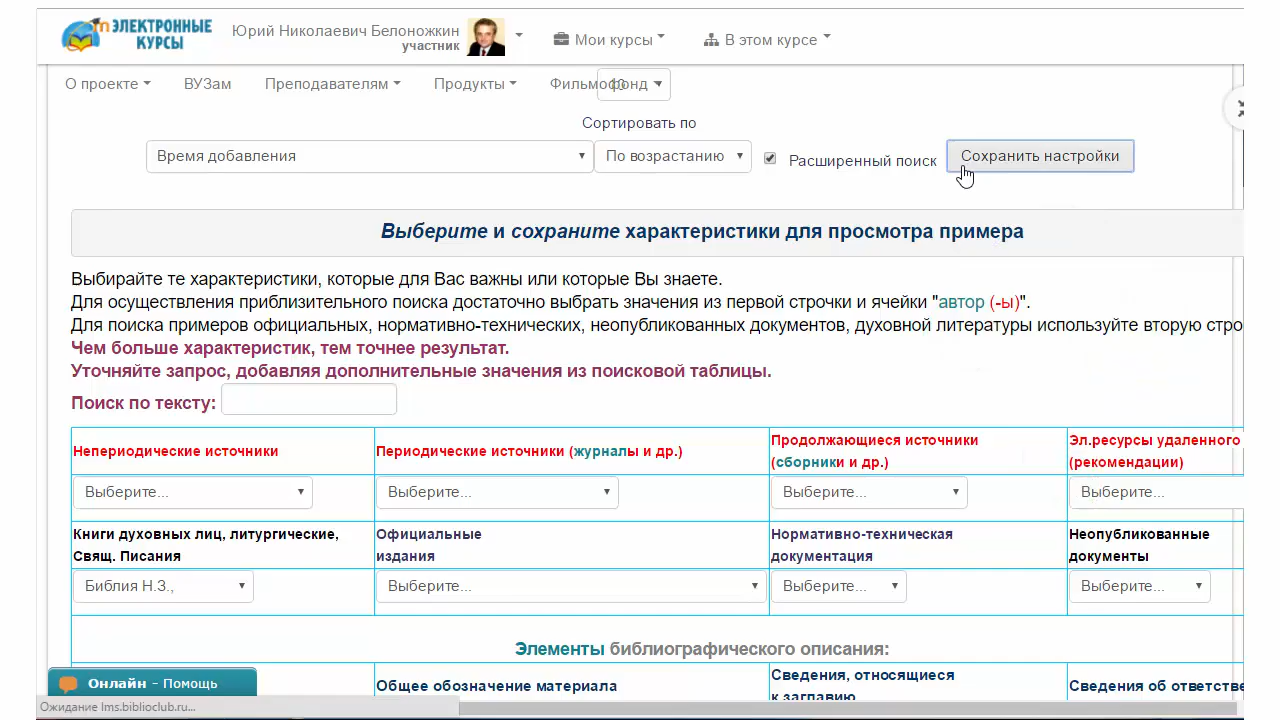 ЭЛЕКТРОННЫЕ
КУРСЫ
Юрий Николаевич Белоножкин
участник
Мои курсы
В этом курсе
О проекте
ВУЗам
Преподавателям
Продукты
Фильмофонд
10
Сортировать по
Время добавления
По возрастанию
Расширенный поиск
Сохранить настройки
Выберите и сохраните характеристики для просмотра примера
Выбирайте те характеристики, которые для Вас важны или которые Вы знаете.
Для осуществления приблизительного поиска достаточно выбрать значения из первой строчки и ячейки "автор (-ы)".
Для поиска примеров официальных, нормативно-технических, неопубликованных документов, духовной литературы используйте вторую стро
Чем больше характеристик, тем точнее результат.
Уточняйте запрос, добавляя дополнительные значения из поисковой таблицы.
Поиск по тексту:
Непериодические источники
Периодические источники (журналы и др.)
Продолжающиеся источники
(сборники и др.)
Эл.ресурсы удаленного
(рекомендации)
Выберите...
Выберите...
Выберите...
Выберите...
Книги духовных лиц, литургические,
Свящ. Писания
Официальные
издания
Нормативно-техническая
документация
Неопубликованные
документы
Библия Н.З.,
Выберите...
Выберите...
Выберите...
Элементы библиографического описания:
Общее обозначение материала
Сведения, относящиеся
к заглавию
Сведения об ответстве
Онлайн - Помощь
Ожидание lms.biblioclub.ru...